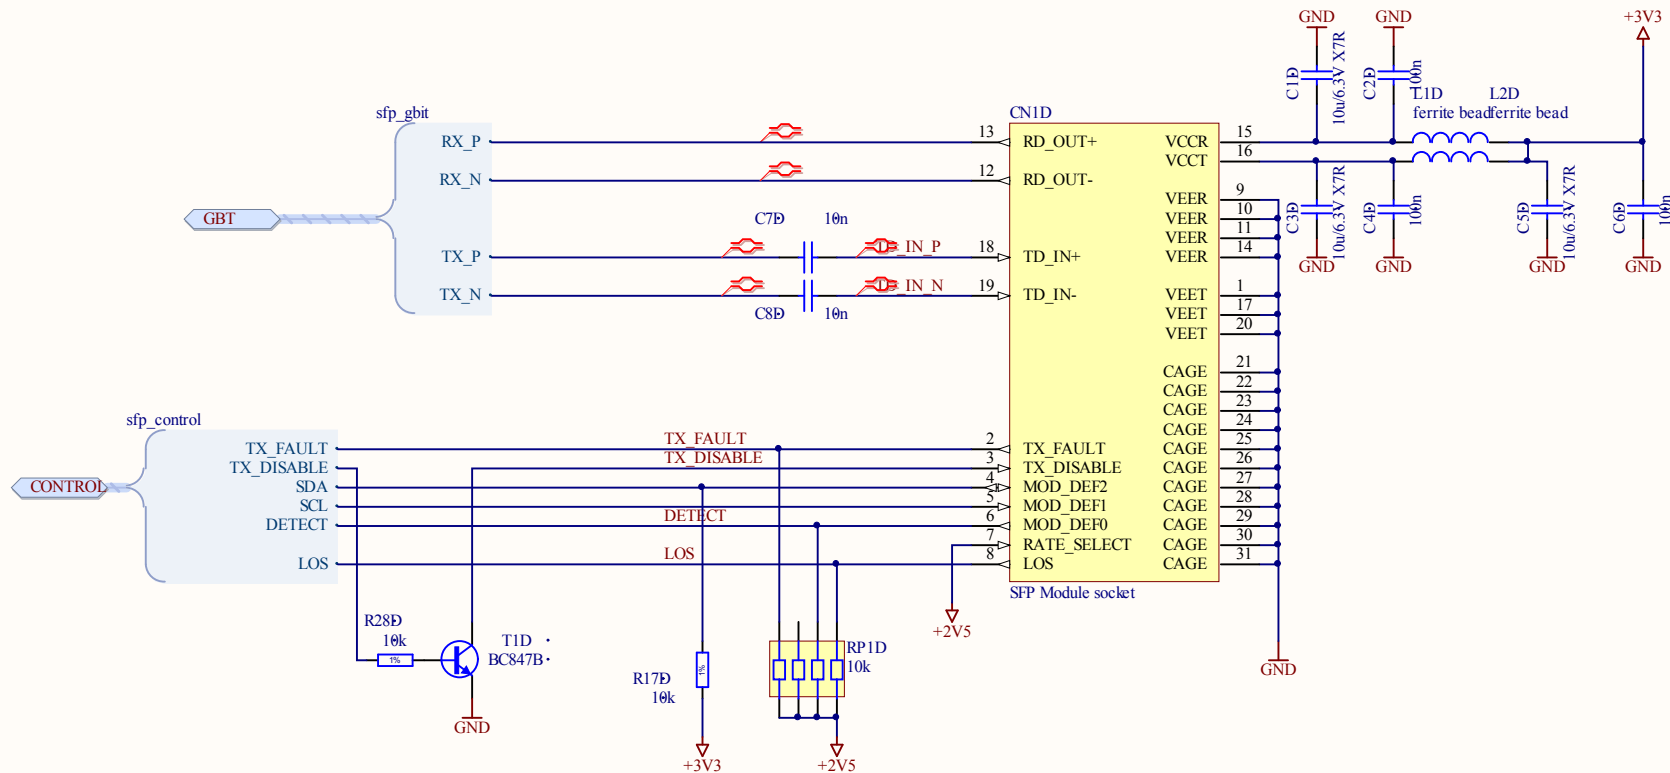 GND GND +3V3
C1D 10u/6.3V X7R C2D 100n
L1D L2D
ferrite bead ferrite bead
sfp_gbit CN1D
RX_P 13 RD_OUT+ VCCR 15
VCCT 16
RX_N 12 RD_OUT- VEER 9
VEER 10
VEER 11
VEER 14
C3D 10u/6.3V X7R C4D 100n C5D 10u/6.3V X7R C6D 100n
GND GND GND GND
GBT
C7D 10n
TX_P TD_IN_P 18 TD_IN+
TX_N TD_IN_N 19 TD_IN- VEET 1
C8D 10n VEET 17
VEET 20
CAGE 21
CAGE 22
CAGE 23
CAGE 24
sfp_control
TX_FAULT TX_FAULT 2 TX_FAULT CAGE 25
TX_DISABLE TX_DISABLE 3 TX_DISABLE CAGE 26
CONTROL SDA 4 MOD_DEF2 CAGE 27
SCL 5 MOD_DEF1 CAGE 28
DETECT DETECT 6 MOD_DEF0 CAGE 29
7 RATE_SELECT CAGE 30
LOS LOS 8 LOS CAGE 31
SFP Module socket
+2V5
R28D
10k
1%
T1D
BC847B
GND
R17D
10k
1%
+3V3
RP1D
10k
+2V5
GND